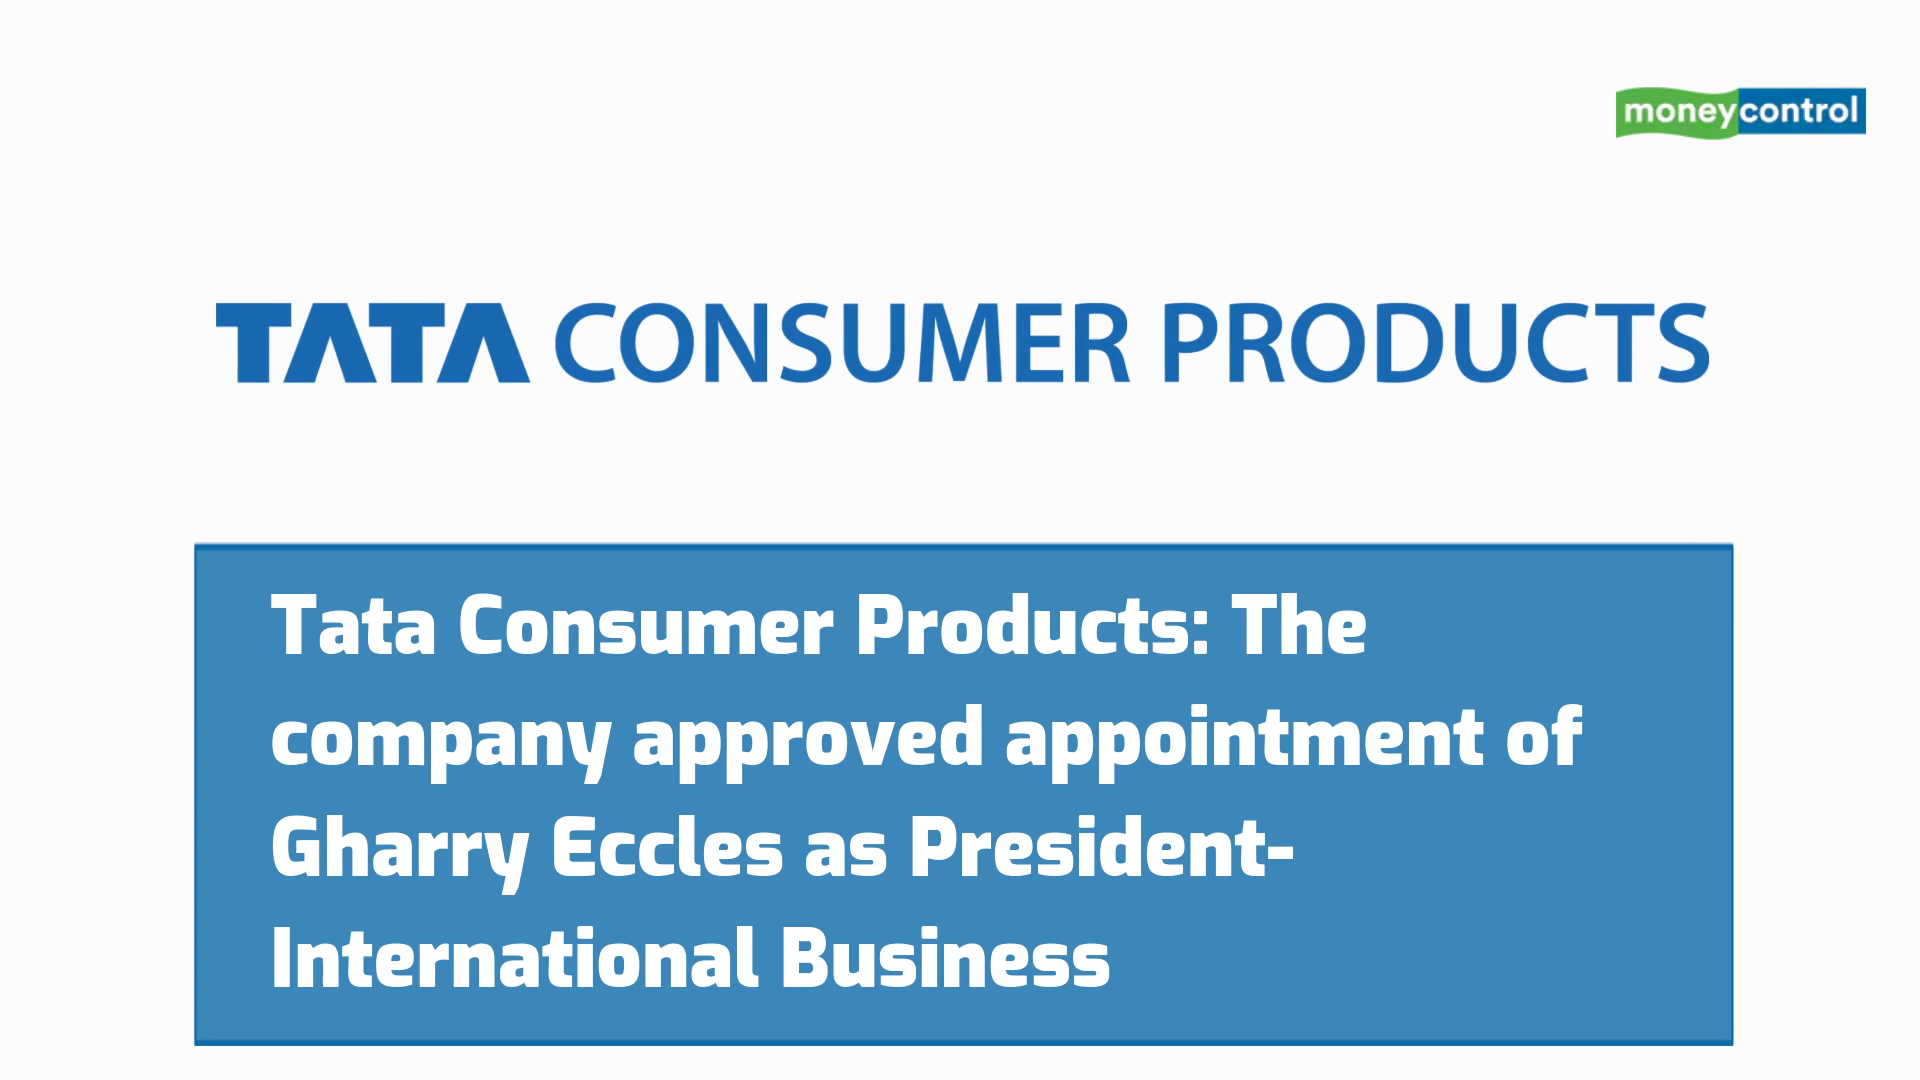 moneycontrol
TATA CONSUMER PRODUCTS
Tata Consumer Products: The
company approved appointment of
Gharry Eccles as President-
International Business